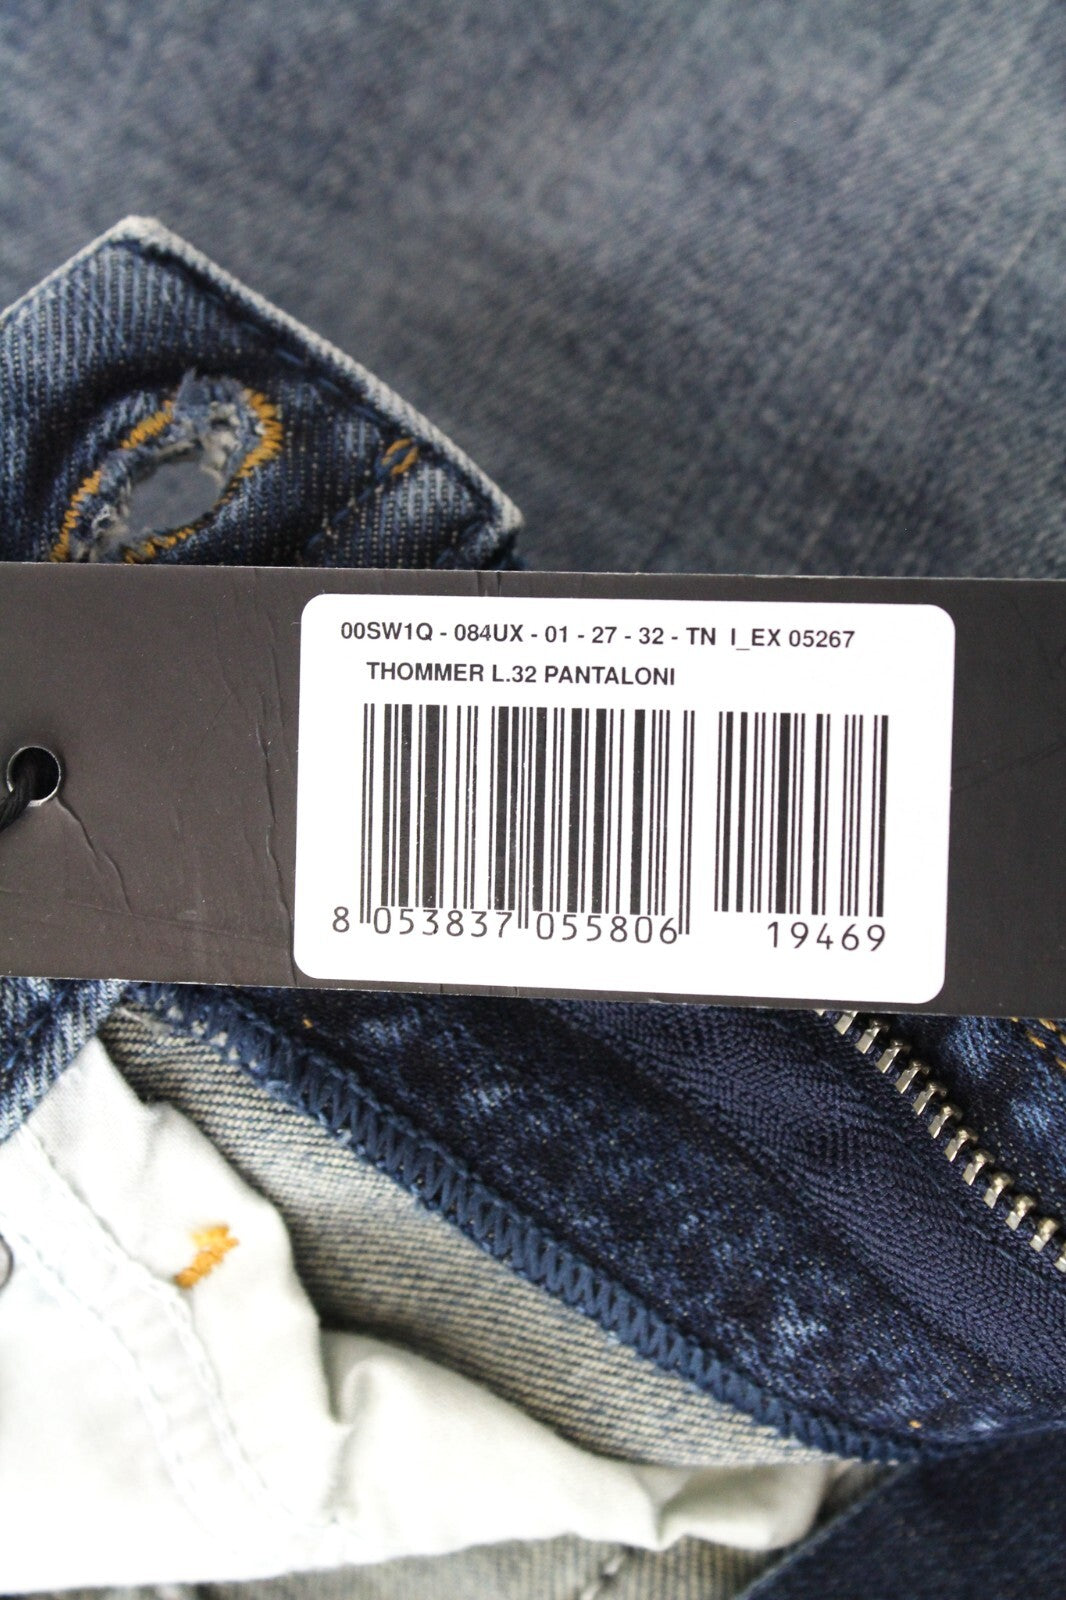 00SW1Q - 084UX - 01 - 27 - 32 - TN I_EX 05267
THOMMER L.32 PANTALONI
8 053837 055806 19469